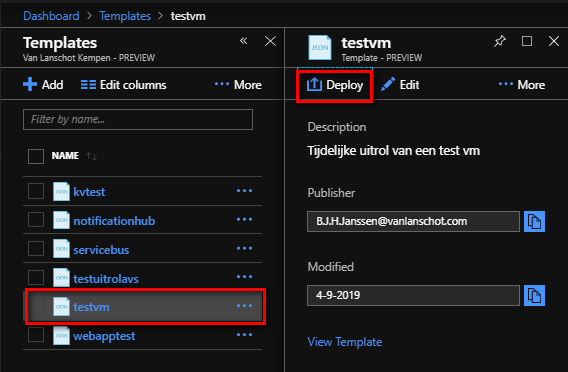 Dashboard > Templates > testvm
Templates
Van Lanschot Kempen - PREVIEW
Add Edit columns More
Filter by name...
NAME
kvtest
notificationhub
servicebus
testuitrolavs
testvm
webapptest
JSON
testvm
Template - PREVIEW
Deploy Edit More
Description
Tijdelijke uitrol van een test vm
Publisher
B.J.H.Janssen@vanlanschot.com
Modified
4-9-2019
View Template